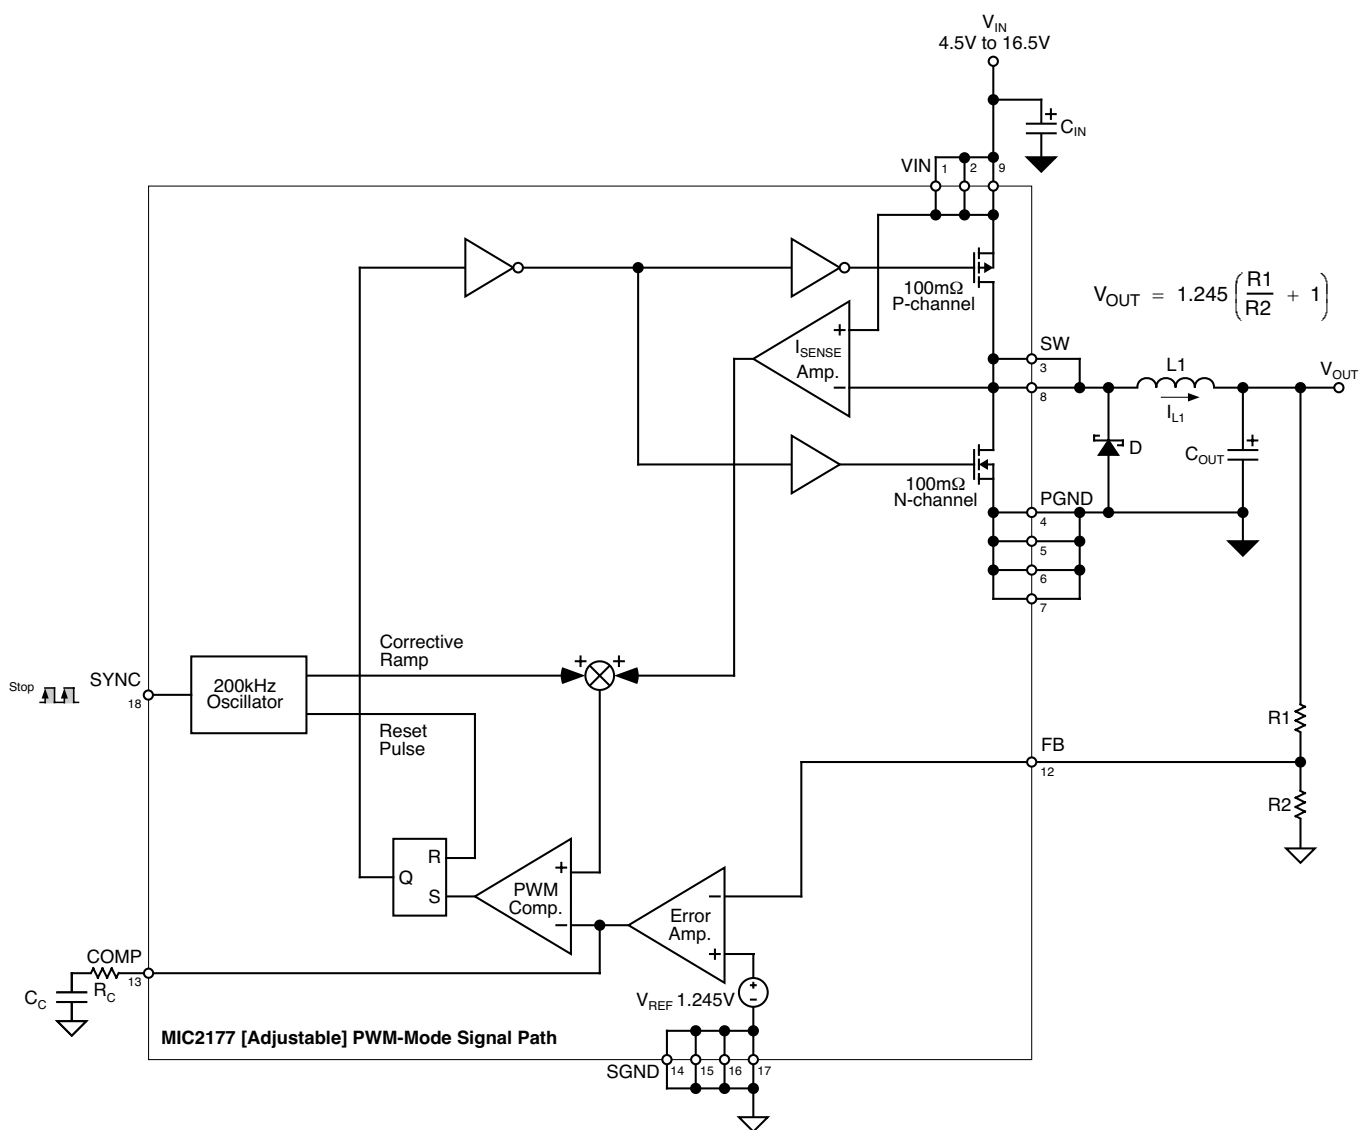 VIN
4.5V to 16.5V
CIN
VIN
1
2
9
100mΩ
P-channel
VOUT = 1.245 (R1/R2 + 1)
ISENSE
Amp.
+
−
SW
3
8
L1
IL1
VOUT
D
COUT
+
100mΩ
N-channel
PGND
4
5
6
7
Corrective
Ramp
+
+
Stop
SYNC
18
200kHz
Oscillator
Reset
Pulse
R1
FB
12
R2
R
Q
S
PWM
Comp.
+
−
Error
Amp.
−
+
COMP
13
RC
CC
VREF 1.245V
+
−
MIC2177 [Adjustable] PWM-Mode Signal Path
SGND
14
15
16
17